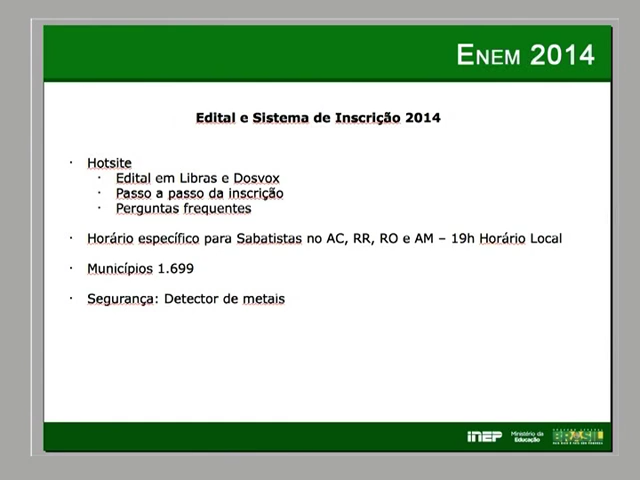 ENEM 2014
Edital e Sistema de Inscrição 2014
· Hotsite
· Edital em Libras e Dosvox
· Passo a passo da inscrição
· Perguntas frequentes
· Horário específico para Sabatistas no AC, RR, RO e AM – 19h Horário Local
· Municípios 1.699
· Segurança: Detector de metais
INEP
Ministério da
Educação
BRASIL